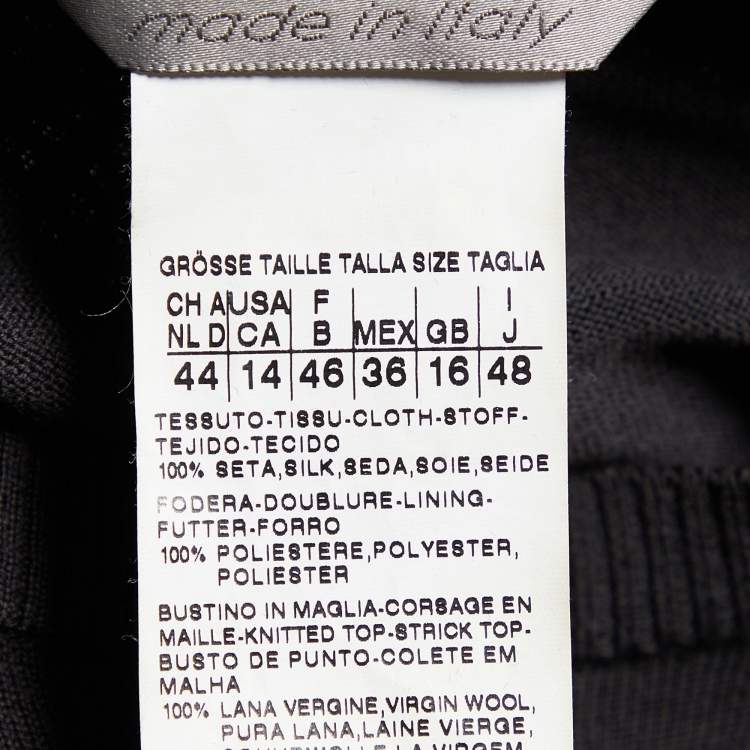 made in Italy
GRÖSSE TAILLE TALLA SIZE TAGLIA
CH A USA F I
NL D CA B MEX GB J
44 14 46 36 16 48
TESSUTO-TISSU-CLOTH-STOFF-
TEJIDO-TECIDO
100% SETA,SILK,SEDA,SOIE,SEIDE
FODERA-DOUBLURE-LINING-
FUTTER-FORRO
100% POLIESTERE,POLYESTER,
POLIESTER
BUSTINO IN MAGLIA-CORSAGE EN
MAILLE-KNITTED TOP-STRICK TOP-
BUSTO DE PUNTO-COLETE EM
MALHA
100% LANA VERGINE,VIRGIN WOOL,
PURA LANA,LAINE VIERGE,